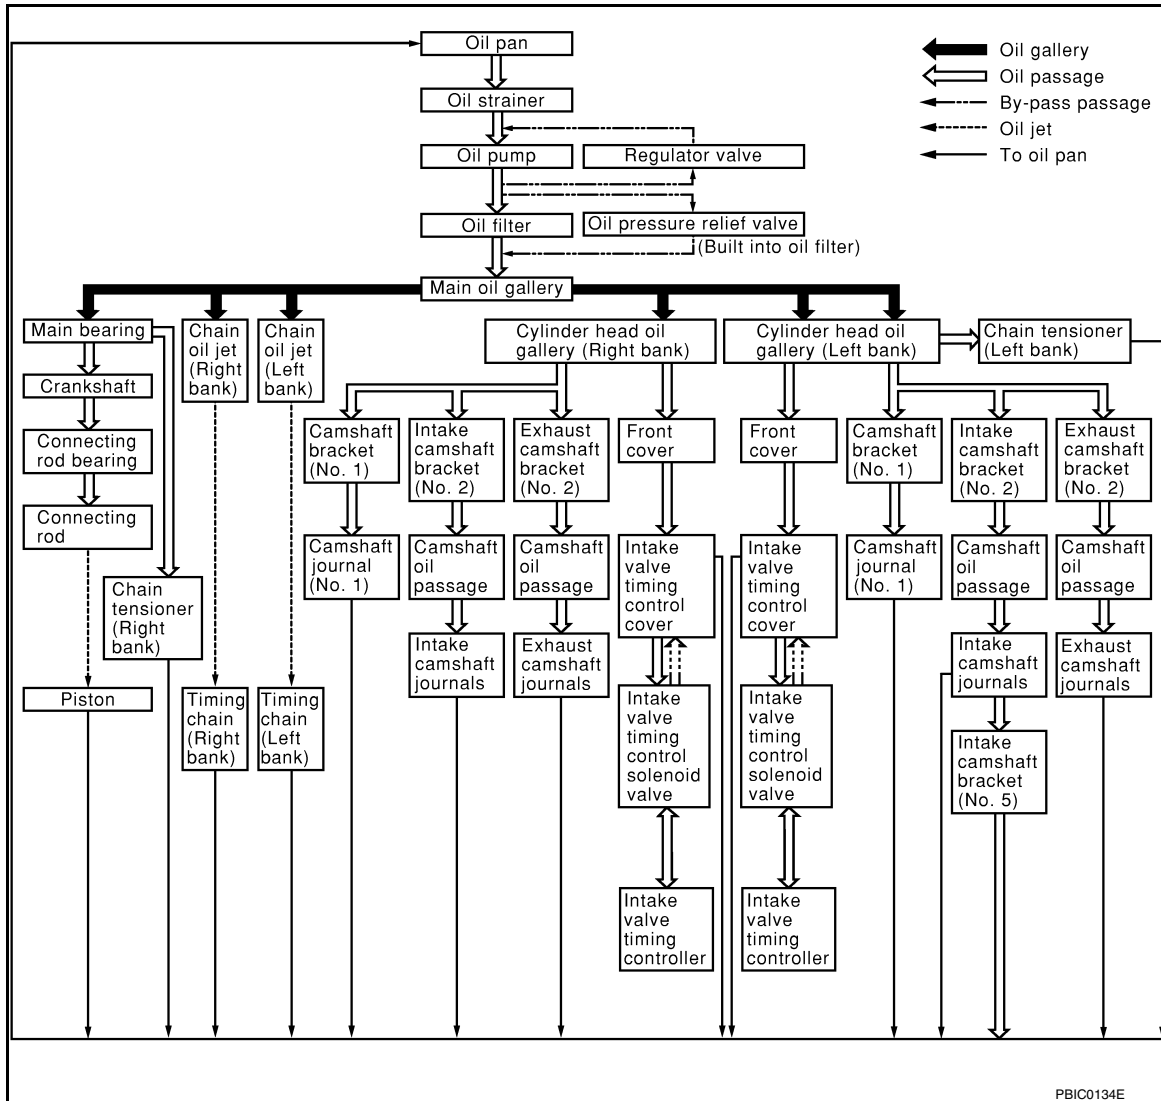 Oil pan
Oil strainer
Oil pump
Regulator valve
Oil filter
Oil pressure relief valve
(Built into oil filter)
Main oil gallery
Oil gallery
Oil passage
By-pass passage
Oil jet
To oil pan
Main bearing
Crankshaft
Connecting
rod bearing
Connecting
rod
Chain
tensioner
(Right
bank)
Piston
Chain
oil jet
(Right
bank)
Timing
chain
(Right
bank)
Chain
oil jet
(Left
bank)
Timing
chain
(Left
bank)
Cylinder head oil
gallery (Right bank)
Camshaft
bracket
(No. 1)
Camshaft
journal
(No. 1)
Intake
camshaft
bracket
(No. 2)
Camshaft
oil
passage
Intake
camshaft
journals
Exhaust
camshaft
bracket
(No. 2)
Camshaft
oil
passage
Exhaust
camshaft
journals
Front
cover
Intake
valve
timing
control
cover
Intake
valve
timing
control
solenoid
valve
Intake
valve
timing
controller
Cylinder head oil
gallery (Left bank)
Chain tensioner
(Left bank)
Front
cover
Intake
valve
timing
control
cover
Intake
valve
timing
control
solenoid
valve
Intake
valve
timing
controller
Camshaft
bracket
(No. 1)
Camshaft
journal
(No. 1)
Intake
camshaft
bracket
(No. 2)
Camshaft
oil
passage
Intake
camshaft
journals
Intake
camshaft
bracket
(No. 5)
Exhaust
camshaft
bracket
(No. 2)
Camshaft
oil
passage
Exhaust
camshaft
journals
PBIC0134E